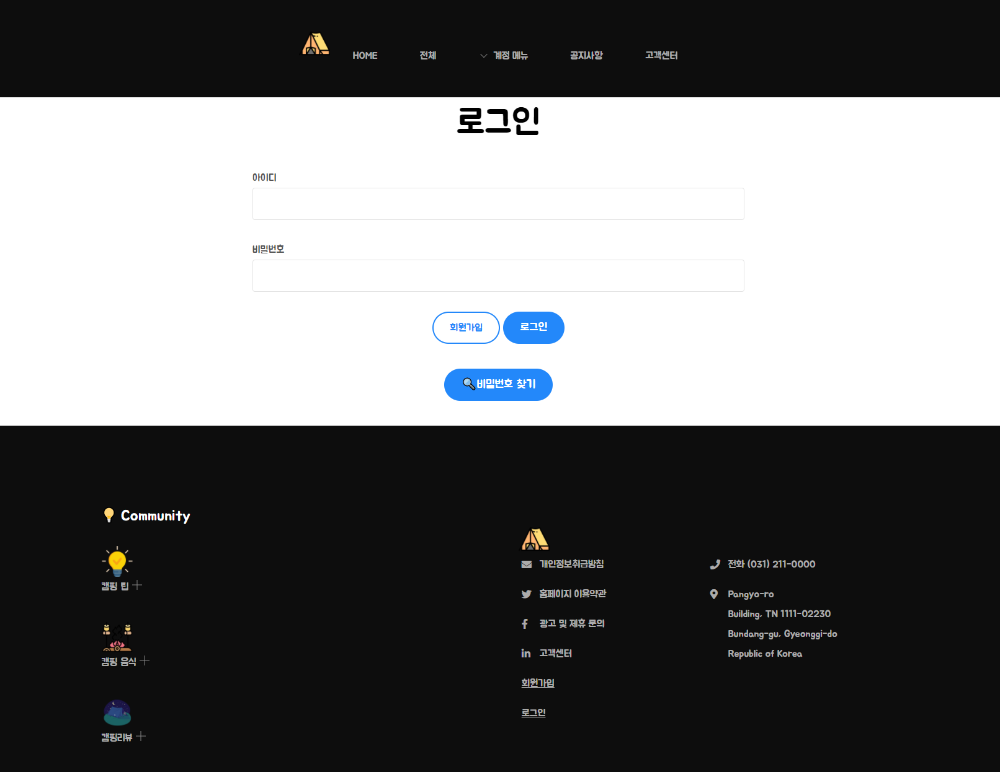 HOME
전체
계정 메뉴
공지사항
고객센터
로그인
아이디
비밀번호
회원가입
로그인
비밀번호 찾기
Community
캠핑 팁
캠핑 음식
캠핑리뷰
개인정보취급방침
홈페이지 이용약관
광고 및 제휴 문의
고객센터
회원가입
로그인
전화 (031) 211-0000
Pangyo-ro
Building, TN 1111-02230
Bundang-gu, Gyeonggi-do
Republic of Korea